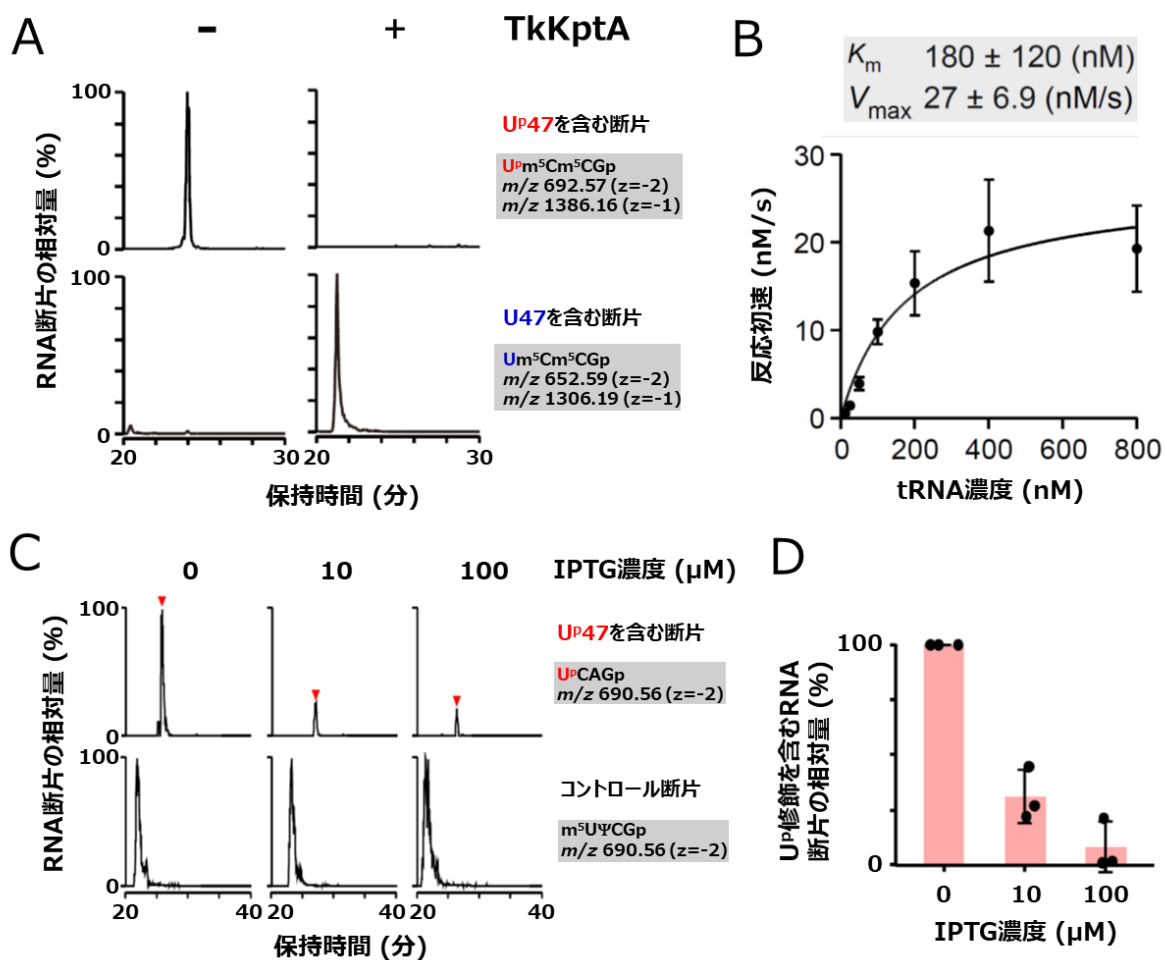 A
-
+
TkKptA
RNA断片の相対量 (%)
100
0
100
0
20
30
20
30
保持時間 (分)
Uᵖ47を含む断片
Uᵖm⁵Cm⁵CGp
m/z 692.57 (z=-2)
m/z 1386.16 (z=-1)
U47を含む断片
Um⁵Cm⁵CGp
m/z 652.59 (z=-2)
m/z 1306.19 (z=-1)
B
Kₘ 180 ± 120 (nM)
Vₘₐₓ 27 ± 6.9 (nM/s)
反応初速 (nM/s)
30
20
10
0
0 200 400 600 800
tRNA濃度 (nM)
C
0 10 100 IPTG濃度 (μM)
RNA断片の相対量 (%)
100
0
100
0
20 40 20 40 20 40
保持時間 (分)
Uᵖ47を含む断片
UᵖCAGp
m/z 690.56 (z=-2)
コントロール断片
m⁵UΨCGp
m/z 690.56 (z=-2)
D
Uᵖ修飾を含むRNA
断片の相対量 (%)
100
0
0 10 100
IPTG濃度 (μM)